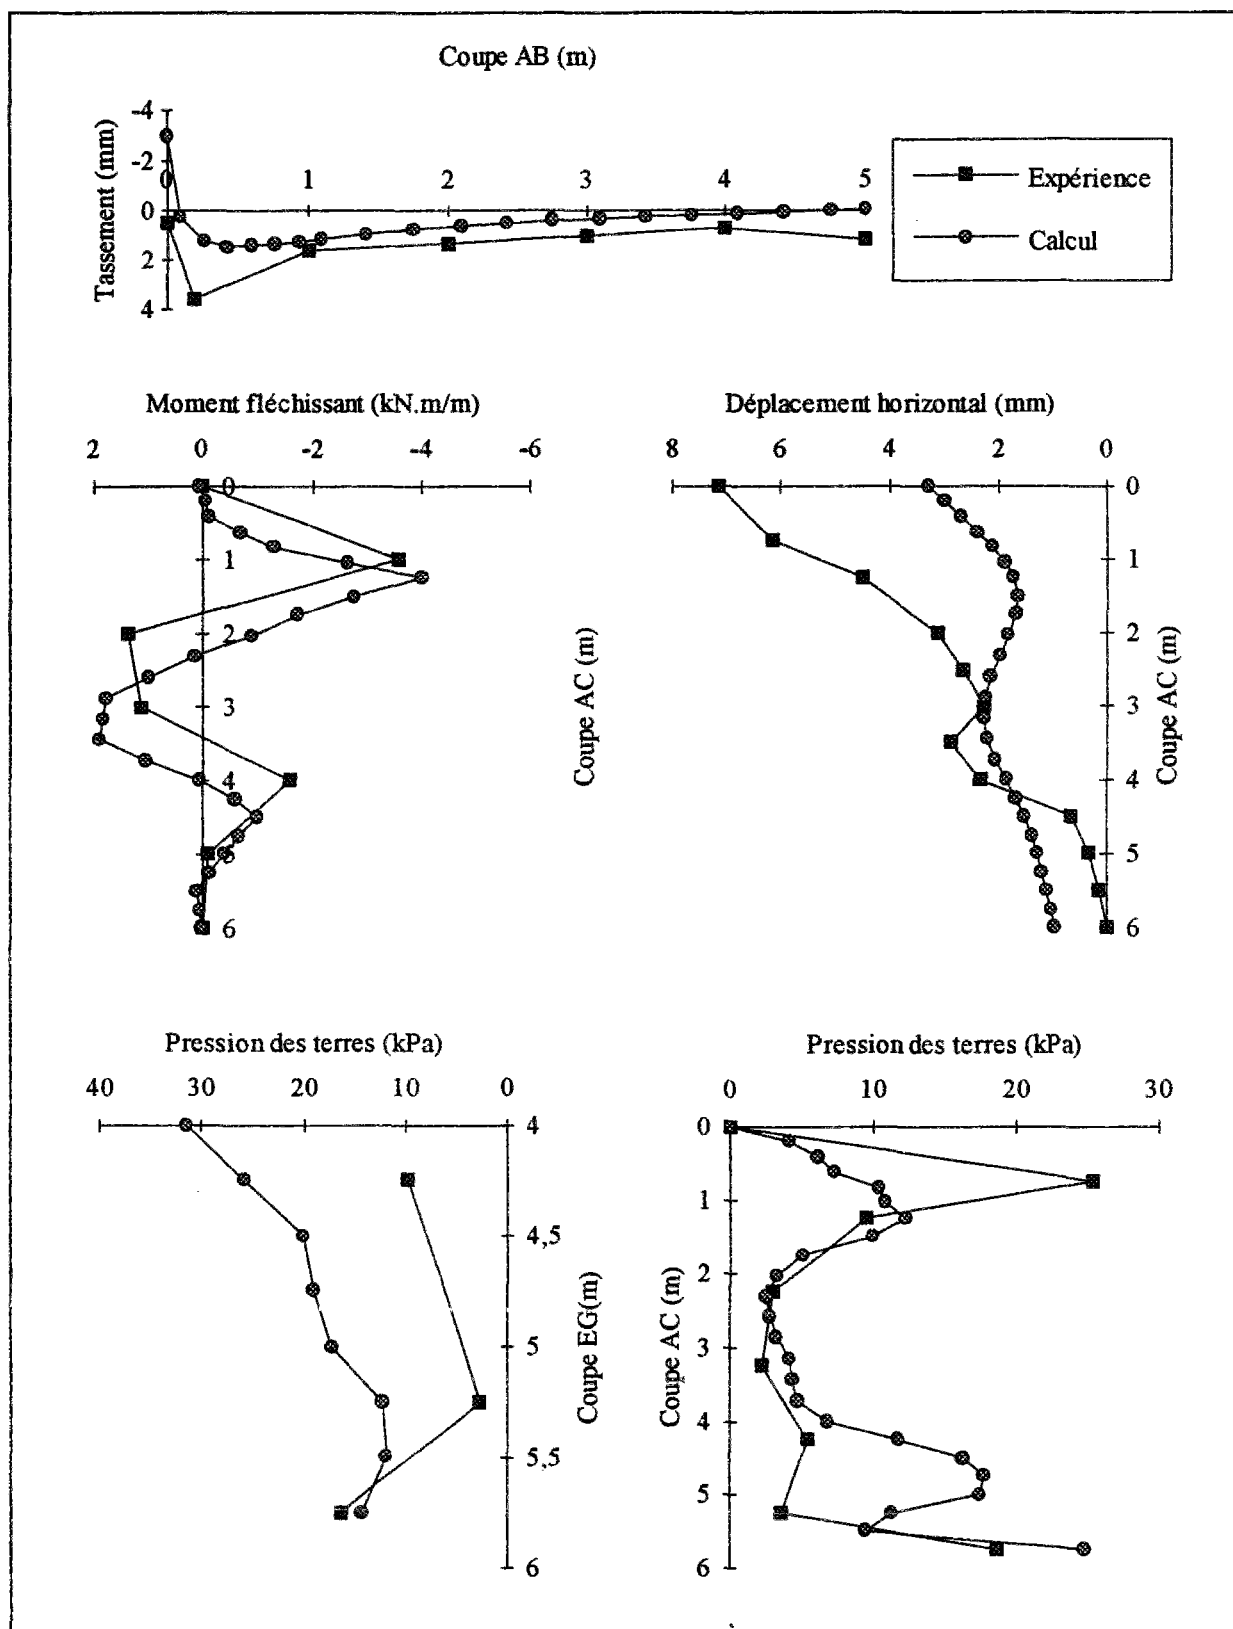 Coupe AB (m)
Tassement (mm)
-4
-2
0
2
4
0 1 2 3 4 5
Expérience
Calcul
Moment fléchissant (kN.m/m)
2 0 -2 -4 -6
0
1
2
3
4
5
6
Coupe AC (m)
Déplacement horizontal (mm)
8 6 4 2 0
0
1
2
3
4
5
6
Coupe AC (m)
Pression des terres (kPa)
40 30 20 10 0
4
4,5
5
5,5
6
Coupe EG(m)
Pression des terres (kPa)
0 10 20 30
0
1
2
3
4
5
6
Coupe AC (m)